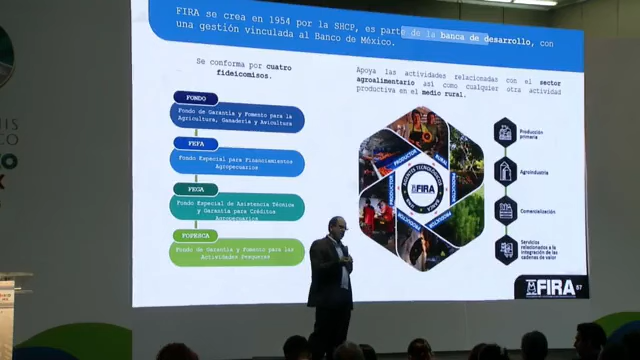 FIRA se crea en 1954 por la SHCP, es parte de la banca de desarrollo, con
una gestión vinculada al Banco de México.
Se conforma por cuatro
fideicomisos.
FONDO
Fondo de Garantía y Fomento para la
Agricultura, Ganadería y Avicultura
FEFA
Fondo Especial para Financiamientos
Agropecuarios
FEGA
Fondo Especial de Asistencia Técnica
y Garantía para Créditos
Agropecuarios
FOPESCA
Fondo de Garantía y Fomento para las
Actividades Pesqueras
Apoya las actividades relacionadas con el sector
agroalimentario así como cualquier otra actividad
productiva en el medio rural.
FIRA
Producción
primaria
Agroindustria
Comercialización
Servicios
relacionados a la
integración de las
cadenas de valor
FIRA
57